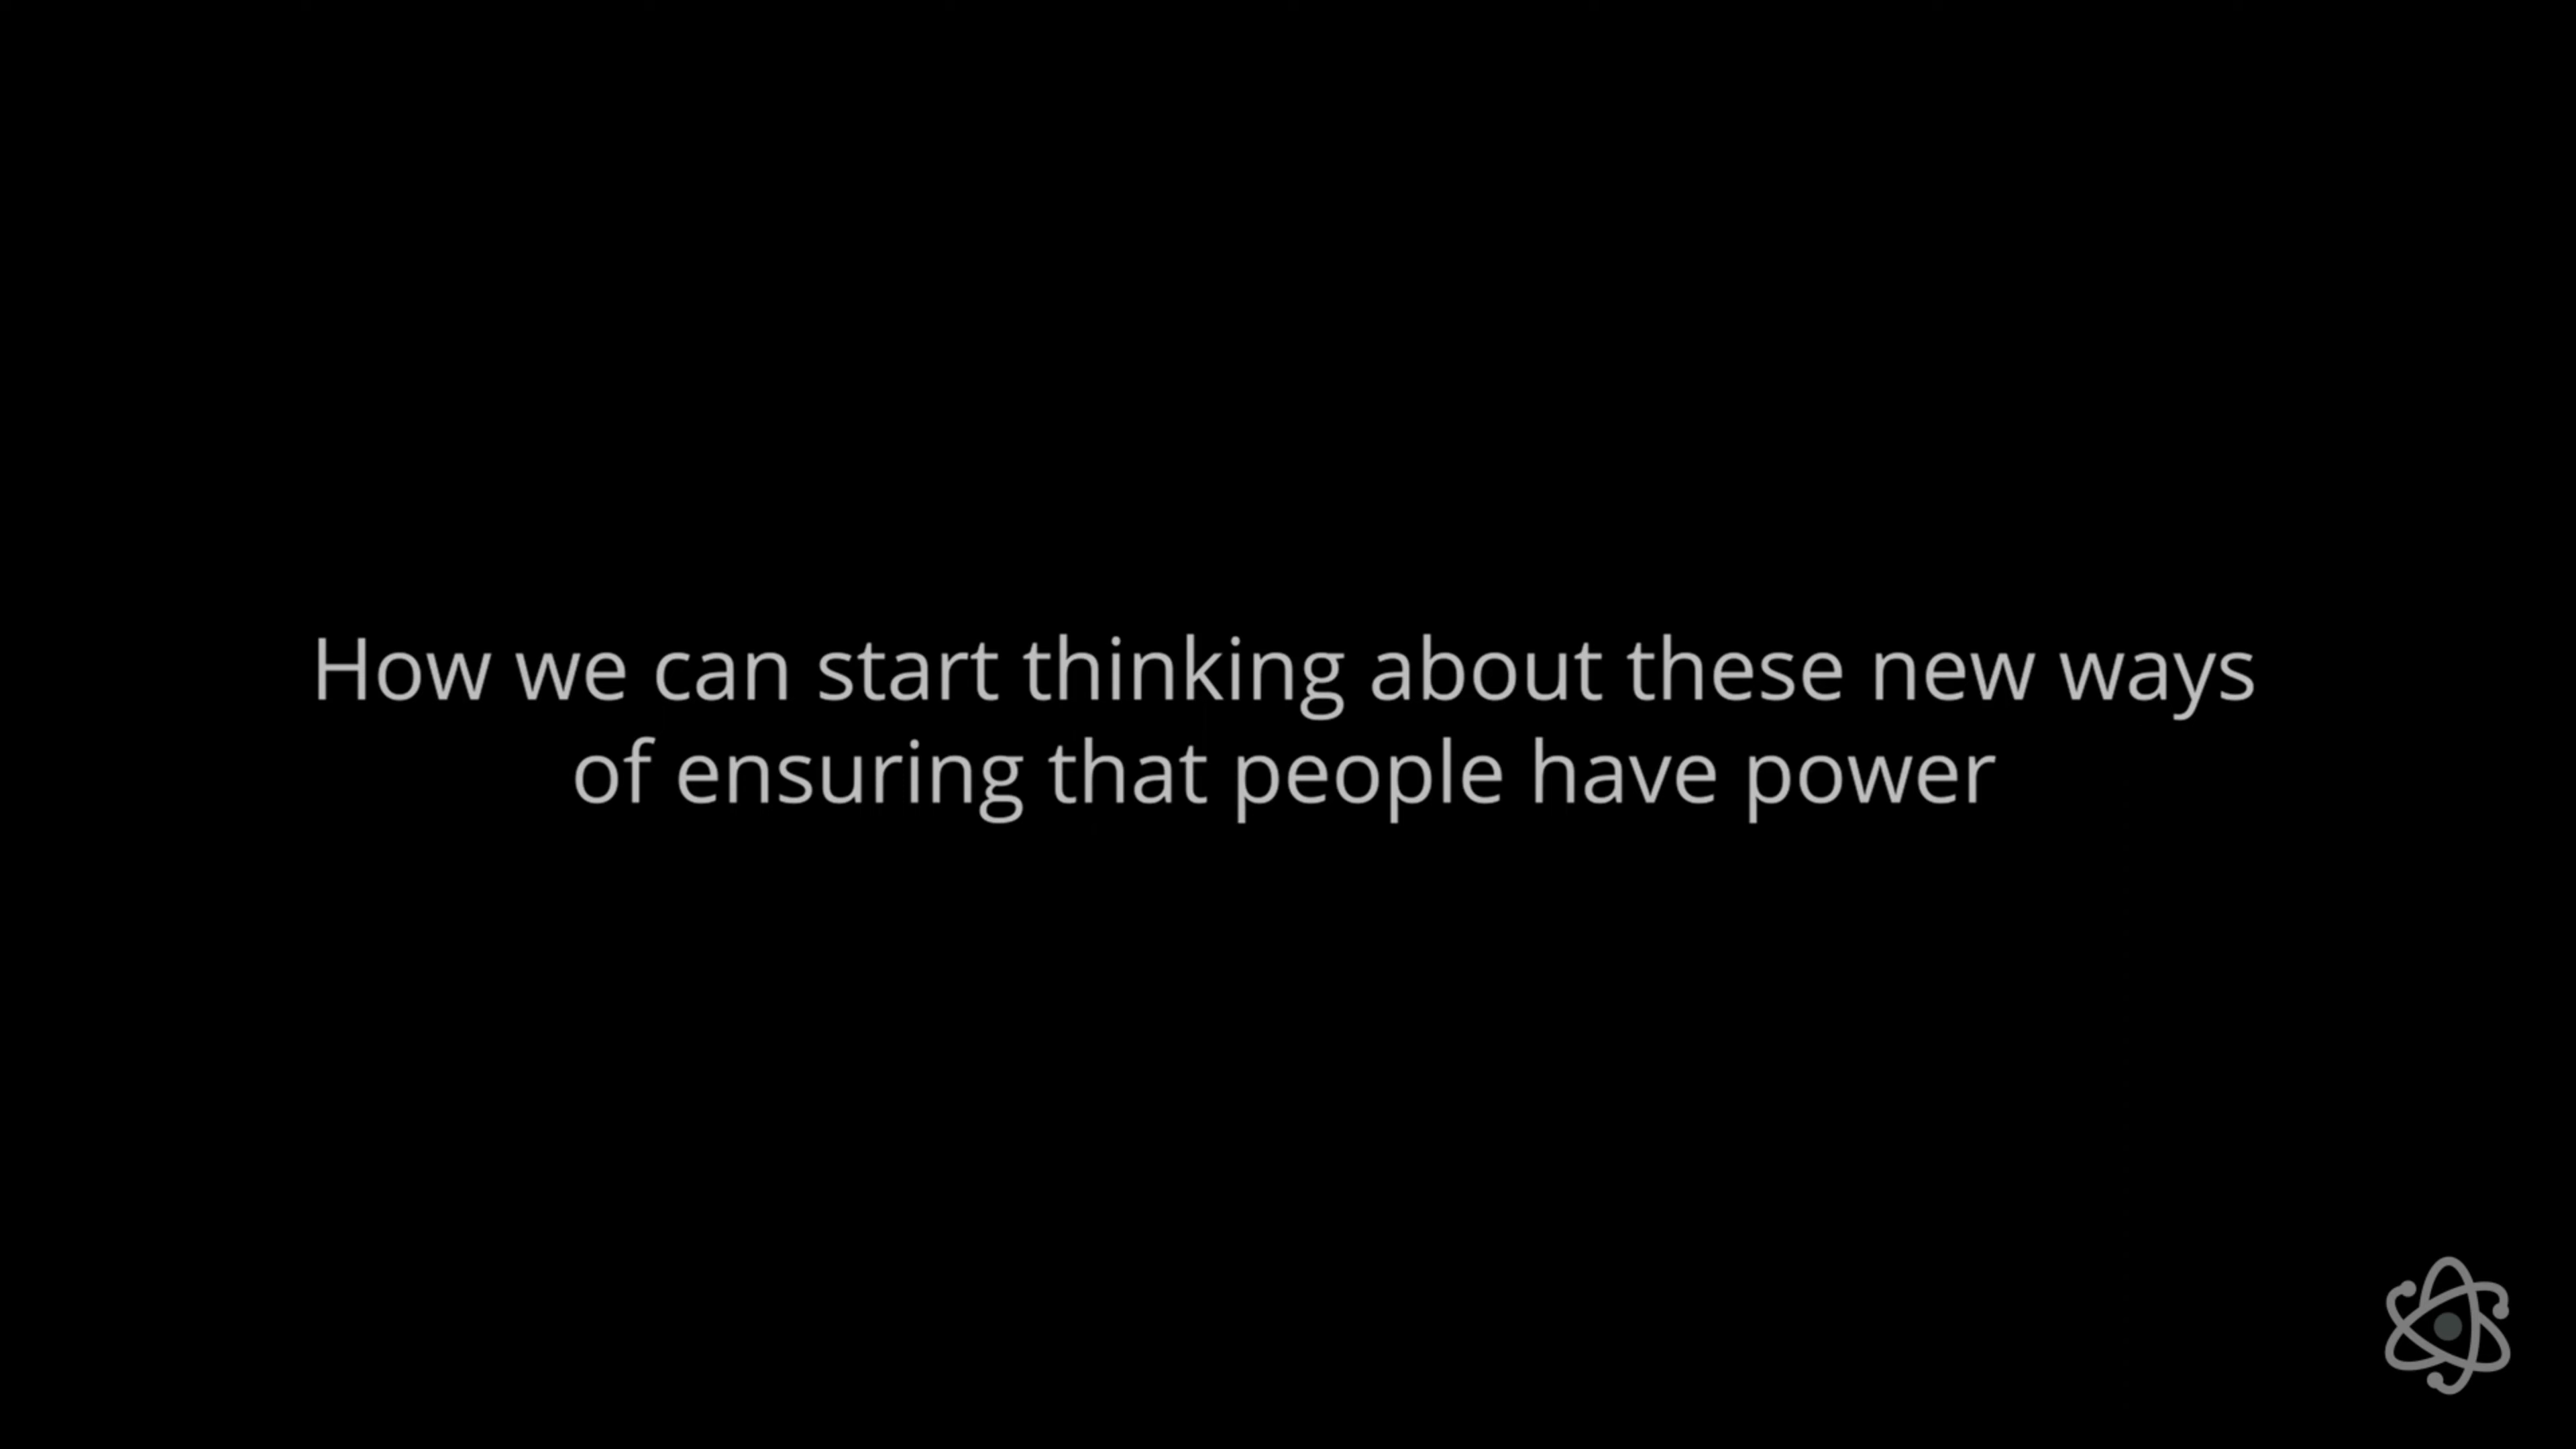 How we can start thinking about these new ways
of ensuring that people have power